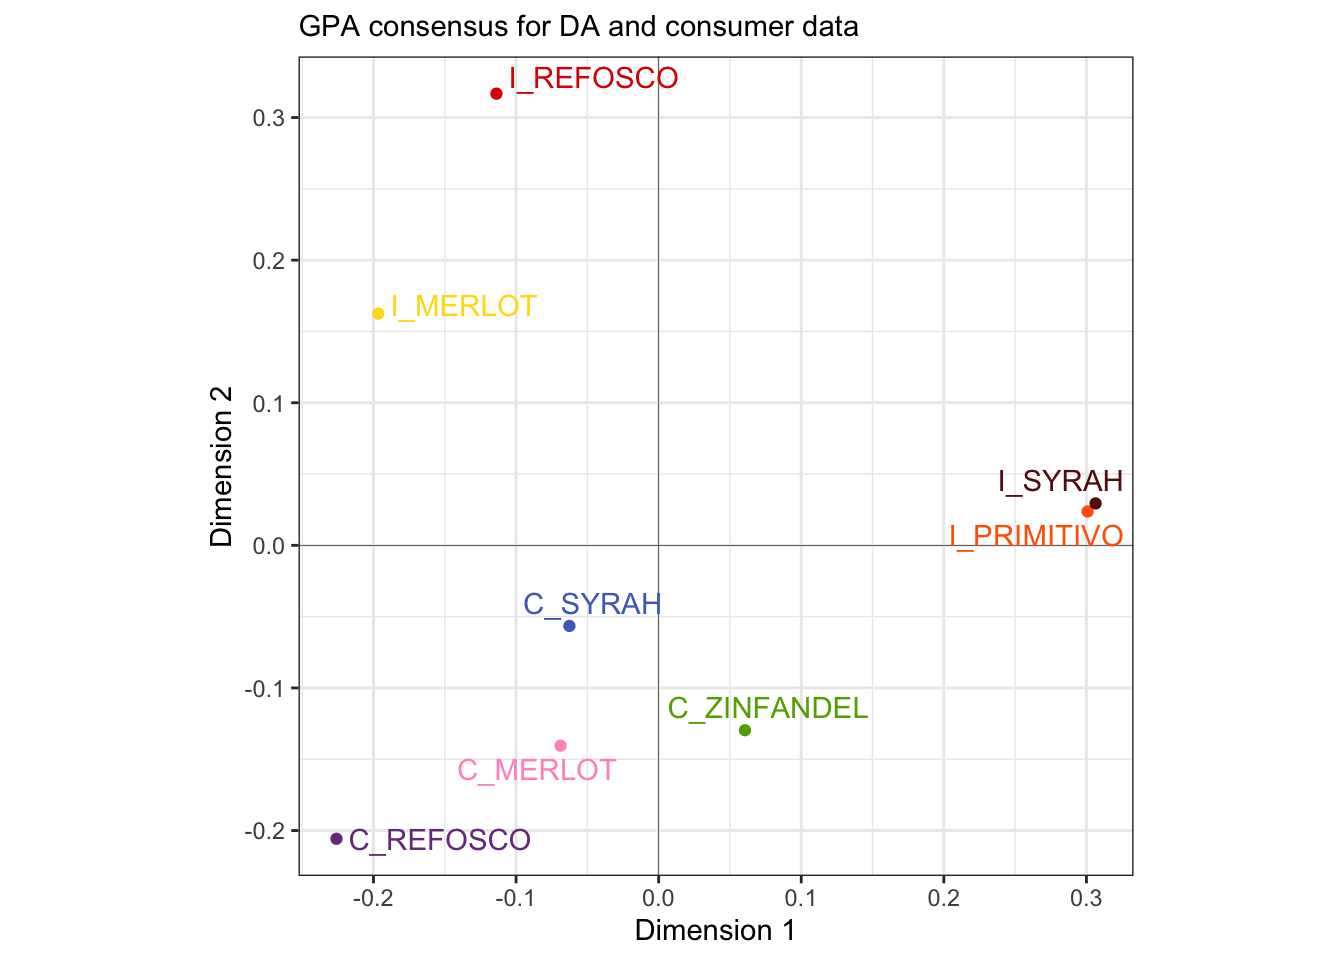 GPA consensus for DA and consumer data
I_REFOSCO
0.3
0.2
I_MERLOT
0.1
Dimension 2
I_SYRAH
I_PRIMITIVO
0.0
C_SYRAH
-0.1
C_ZINFANDEL
C_MERLOT
-0.2
C_REFOSCO
-0.2 -0.1 0.0 0.1 0.2 0.3
Dimension 1